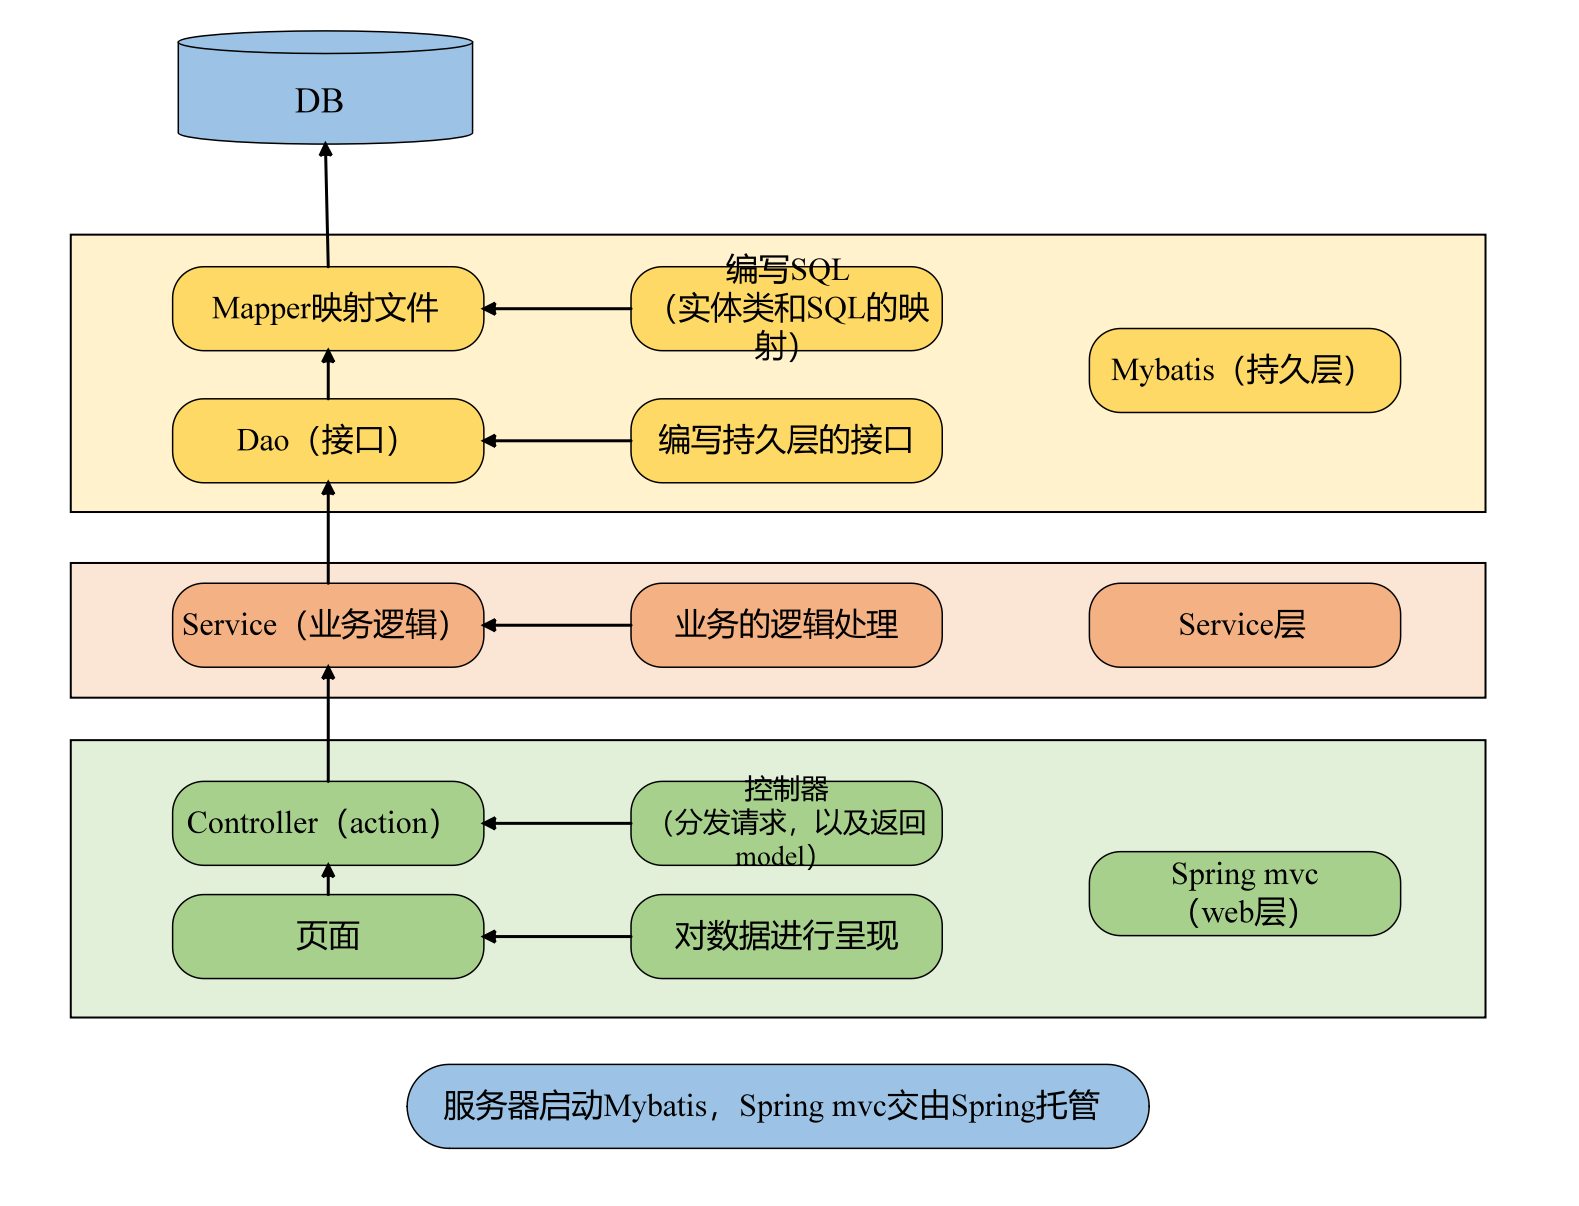 DB
Mapper映射文件
编写SQL
（实体类和SQL的映
射）
Mybatis（持久层）
Dao（接口）
编写持久层的接口
Service（业务逻辑）
业务的逻辑处理
Service层
Controller（action）
控制器
（分发请求，以及返回
model）
Spring mvc
（web层）
页面
对数据进行呈现
服务器启动Mybatis，Spring mvc交由Spring托管